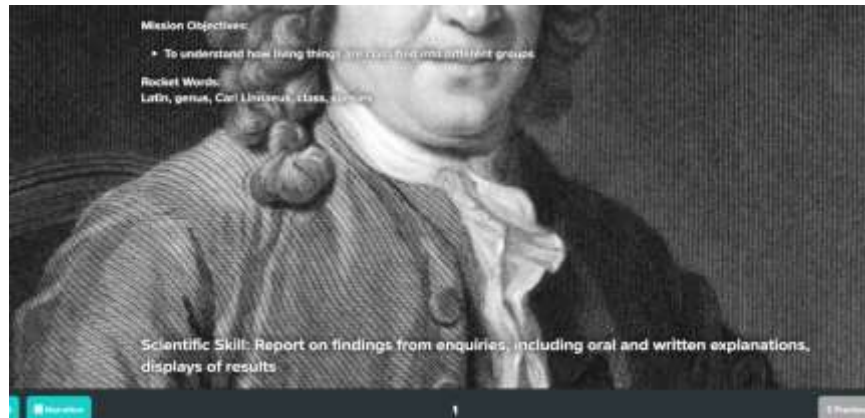 Mission Objectives:
• To understand how living things are classified into different groups
Rocket Words:
Latin, genus, Carl Linnaeus, class, species
Scientific Skill: Report on findings from enquiries, including oral and written explanations,
displays of results
Narration
1
Previous